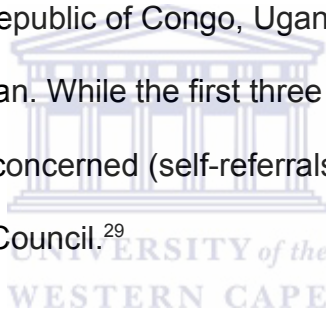 epublic of Congo, Ugan
an. While the first three
concerned (self-referrals
Council.29
UNIVERSITY of the
WESTERN CAPE